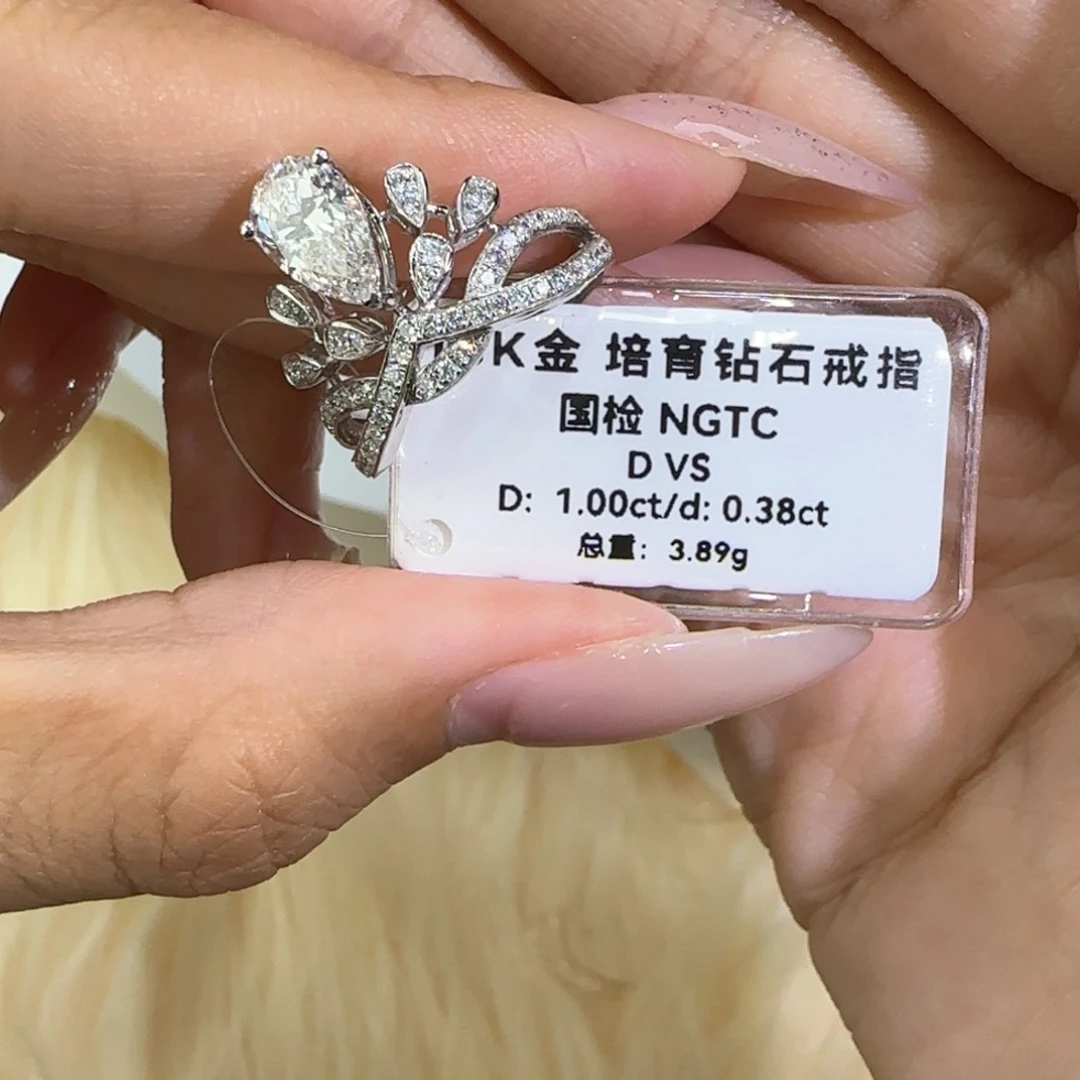 K金 培育钻石戒指
国检 NGTC
D VS
D: 1.00ct/d: 0.38ct
总重: 3.89g